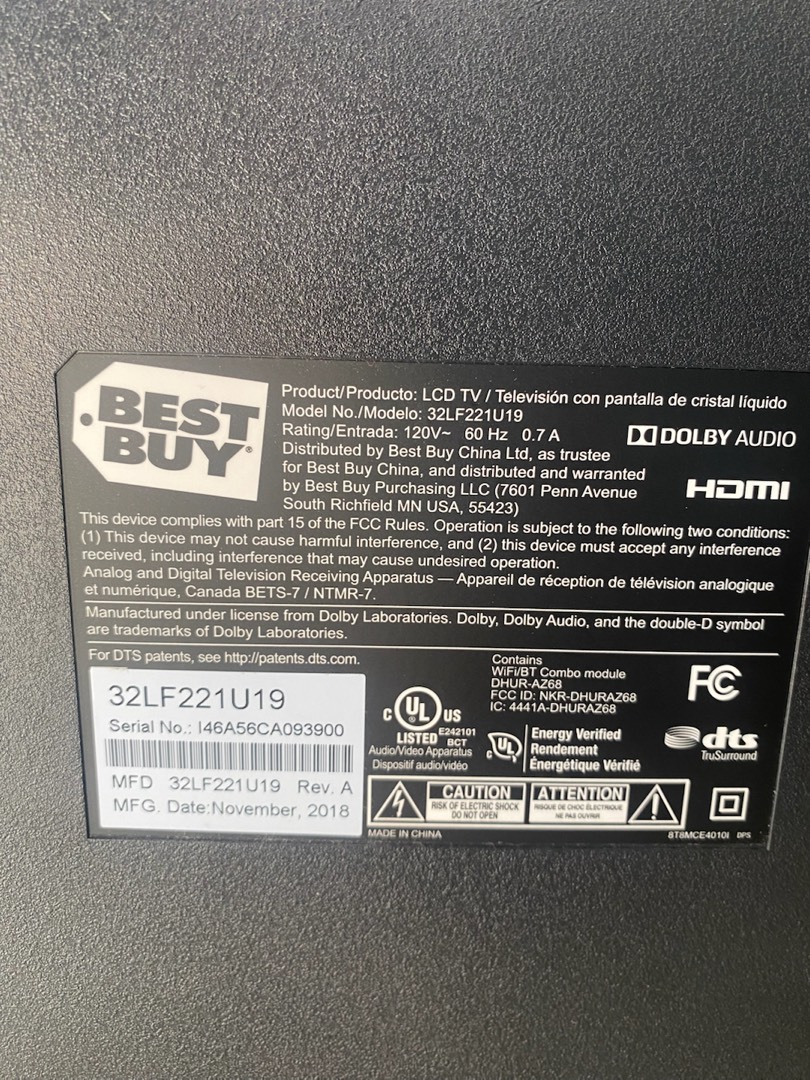 BEST
BUY®
Product/Producto: LCD TV / Televisión con pantalla de cristal líquido
Model No./Modelo: 32LF221U19
Rating/Entrada: 120V~ 60 Hz 0.7 A
DOLBY AUDIO
Distributed by Best Buy China Ltd, as trustee
for Best Buy China, and distributed and warranted
by Best Buy Purchasing LLC (7601 Penn Avenue
South Richfield MN USA, 55423)
HDMI
This device complies with part 15 of the FCC Rules. Operation is subject to the following two conditions:
(1) This device may not cause harmful interference, and (2) this device must accept any interference
received, including interference that may cause undesired operation.
Analog and Digital Television Receiving Apparatus — Appareil de réception de télévision analogique
et numérique, Canada BETS-7 / NTMR-7.
Manufactured under license from Dolby Laboratories. Dolby, Dolby Audio, and the double-D symbol
are trademarks of Dolby Laboratories.
For DTS patents, see http://patents.dts.com.
32LF221U19
Serial No.: I46A56CA093900
MFD 32LF221U19 Rev. A
MFG. Date:November, 2018
C UL US
LISTED E242101
BCT
Audio/Video Apparatus
Dispositif audio/vidéo
Contains
WiFi/BT Combo module
DHUR-AZ68
FCC ID: NKR-DHURAZ68
IC: 4441A-DHURAZ68
FC
c UL
Energy Verified
Rendement
Énergétique Vérifié
dts
TruSurround
CAUTION
RISK OF ELECTRIC SHOCK
DO NOT OPEN
ATTENTION
RISQUE DE CHOC ÉLECTRIQUE
NE PAS OUVRIR
MADE IN CHINA
8T8MCE4010I DPS